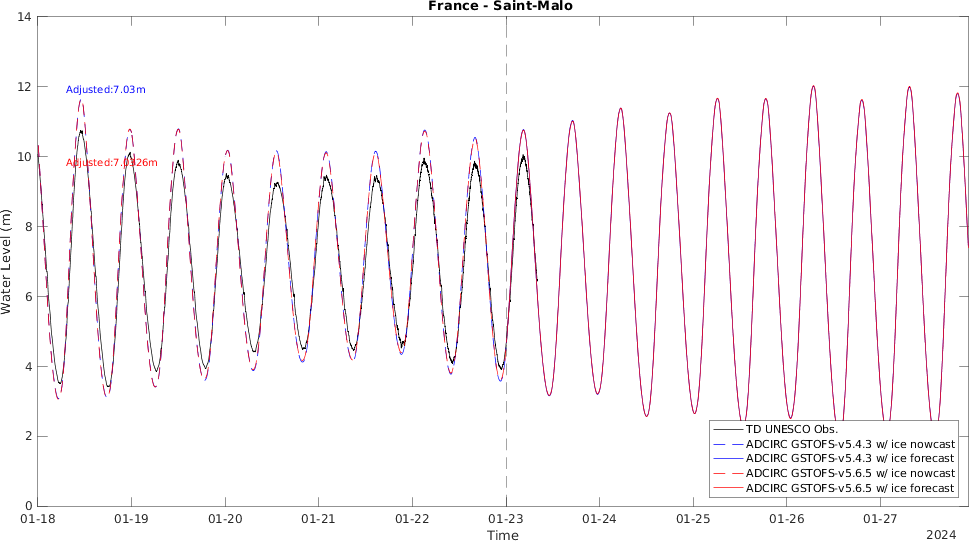 France - Saint-Malo
14
12
10
8
6
4
2
0
Water Level (m)
Adjusted:7.03m
Adjusted:7.0326m
TD UNESCO Obs.
ADCIRC GSTOFS-v5.4.3 w/ ice nowcast
ADCIRC GSTOFS-v5.4.3 w/ ice forecast
ADCIRC GSTOFS-v5.6.5 w/ ice nowcast
ADCIRC GSTOFS-v5.6.5 w/ ice forecast
01-18 01-19 01-20 01-21 01-22 01-23 01-24 01-25 01-26 01-27
Time
2024